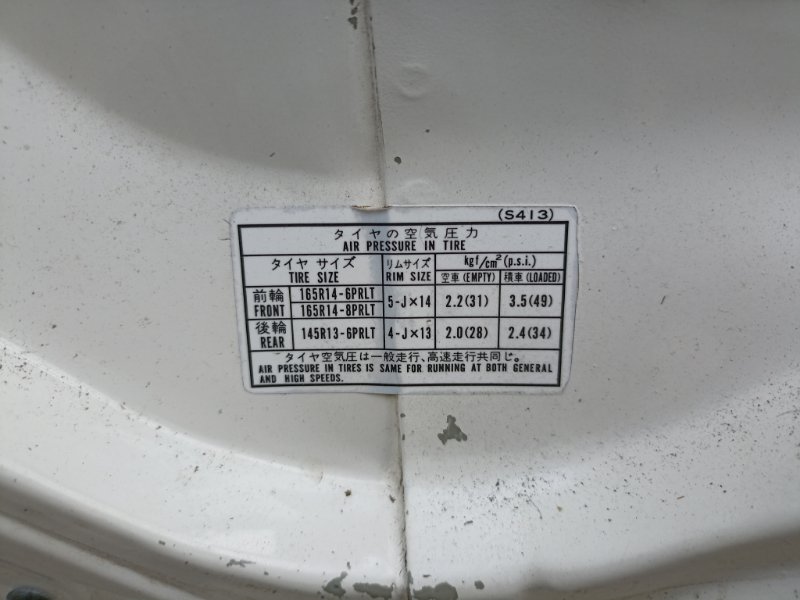 (S413)
タイヤの空気圧力
AIR PRESSURE IN TIRE
タイヤ サイズ リムサイズ kgf/cm² (p.s.i.)
TIRE SIZE RIM SIZE 空車 (EMPTY) 積車 (LOADED)
前輪 165R14-6PRLT 5-J×14 2.2(31) 3.5(49)
FRONT 165R14-8PRLT
後輪 145R13-6PRLT 4-J×13 2.0(28) 2.4(34)
REAR
タイヤ空気圧は一般走行、高速走行共同じ。
AIR PRESSURE IN TIRES IS SAME FOR RUNNING AT BOTH GENERAL
AND HIGH SPEEDS.